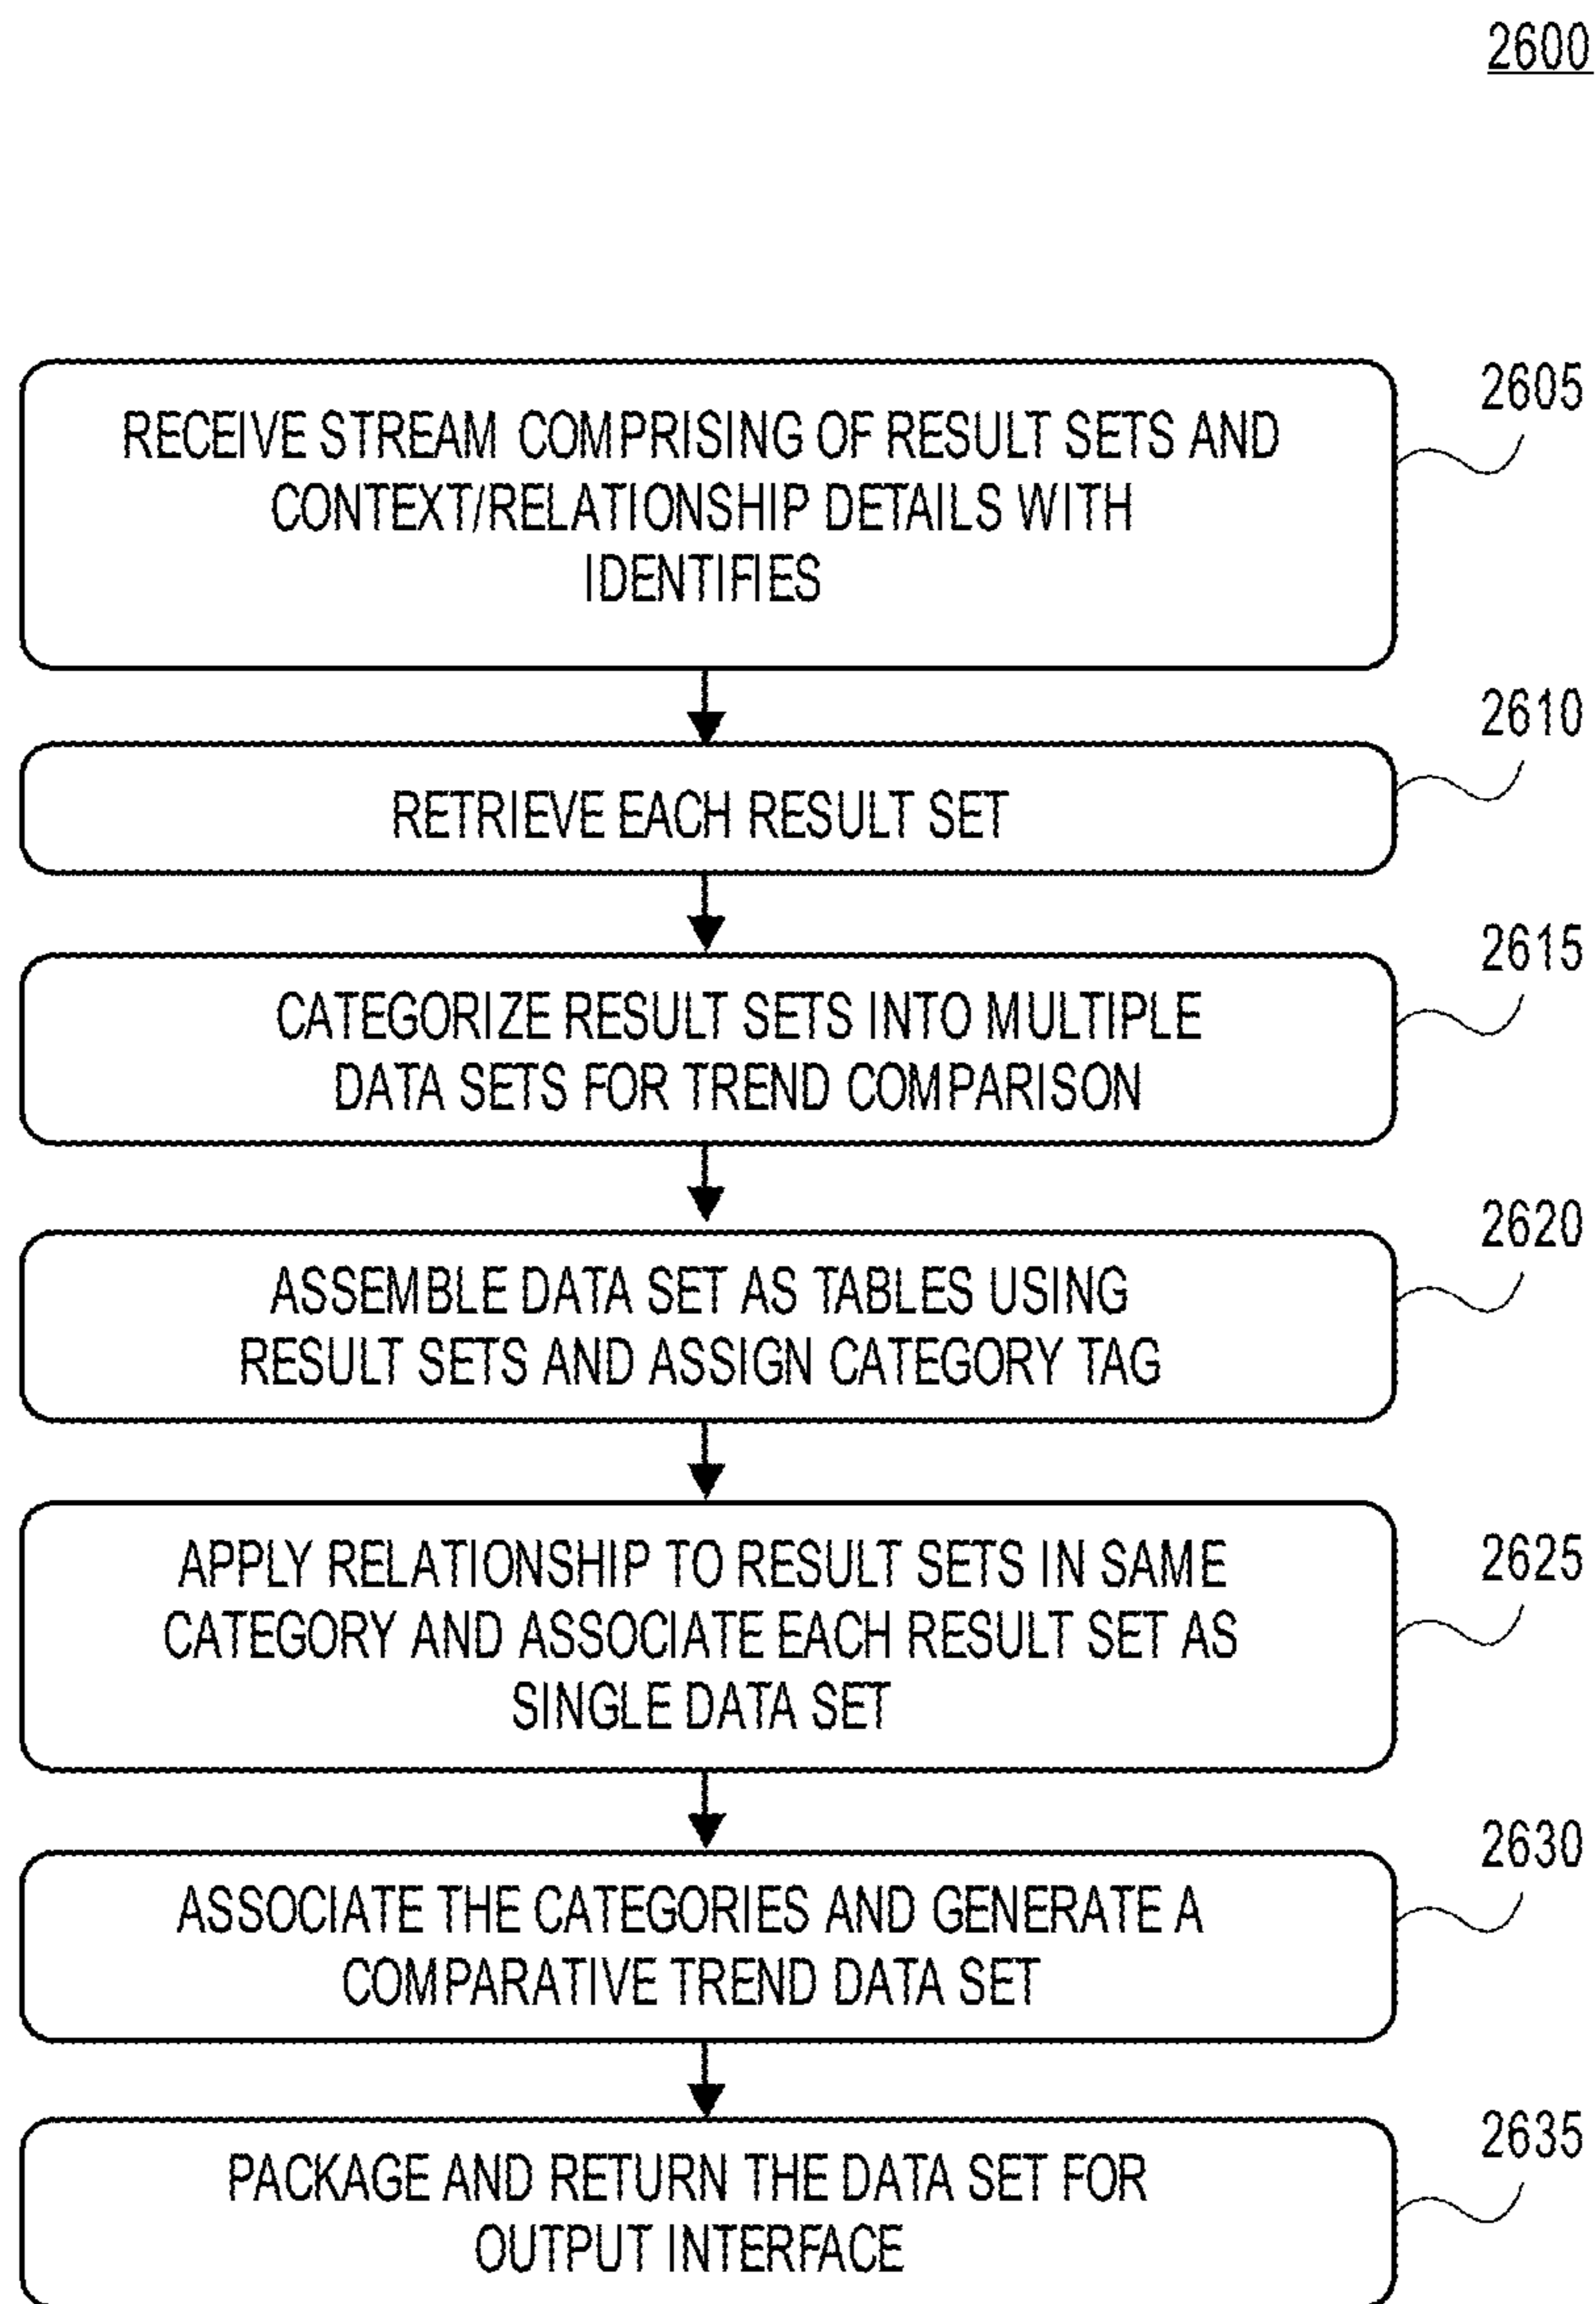 2600
RECEIVE STREAM COMPRISING OF RESULT SETS AND
CONTEXT/RELATIONSHIP DETAILS WITH
IDENTIFIES
2605
RETRIEVE EACH RESULT SET
2610
CATEGORIZE RESULT SETS INTO MULTIPLE
DATA SETS FOR TREND COMPARISON
2615
ASSEMBLE DATA SET AS TABLES USING
RESULT SETS AND ASSIGN CATEGORY TAG
2620
APPLY RELATIONSHIP TO RESULT SETS IN SAME
CATEGORY AND ASSOCIATE EACH RESULT SET AS
SINGLE DATA SET
2625
ASSOCIATE THE CATEGORIES AND GENERATE A
COMPARATIVE TREND DATA SET
2630
PACKAGE AND RETURN THE DATA SET FOR
OUTPUT INTERFACE
2635